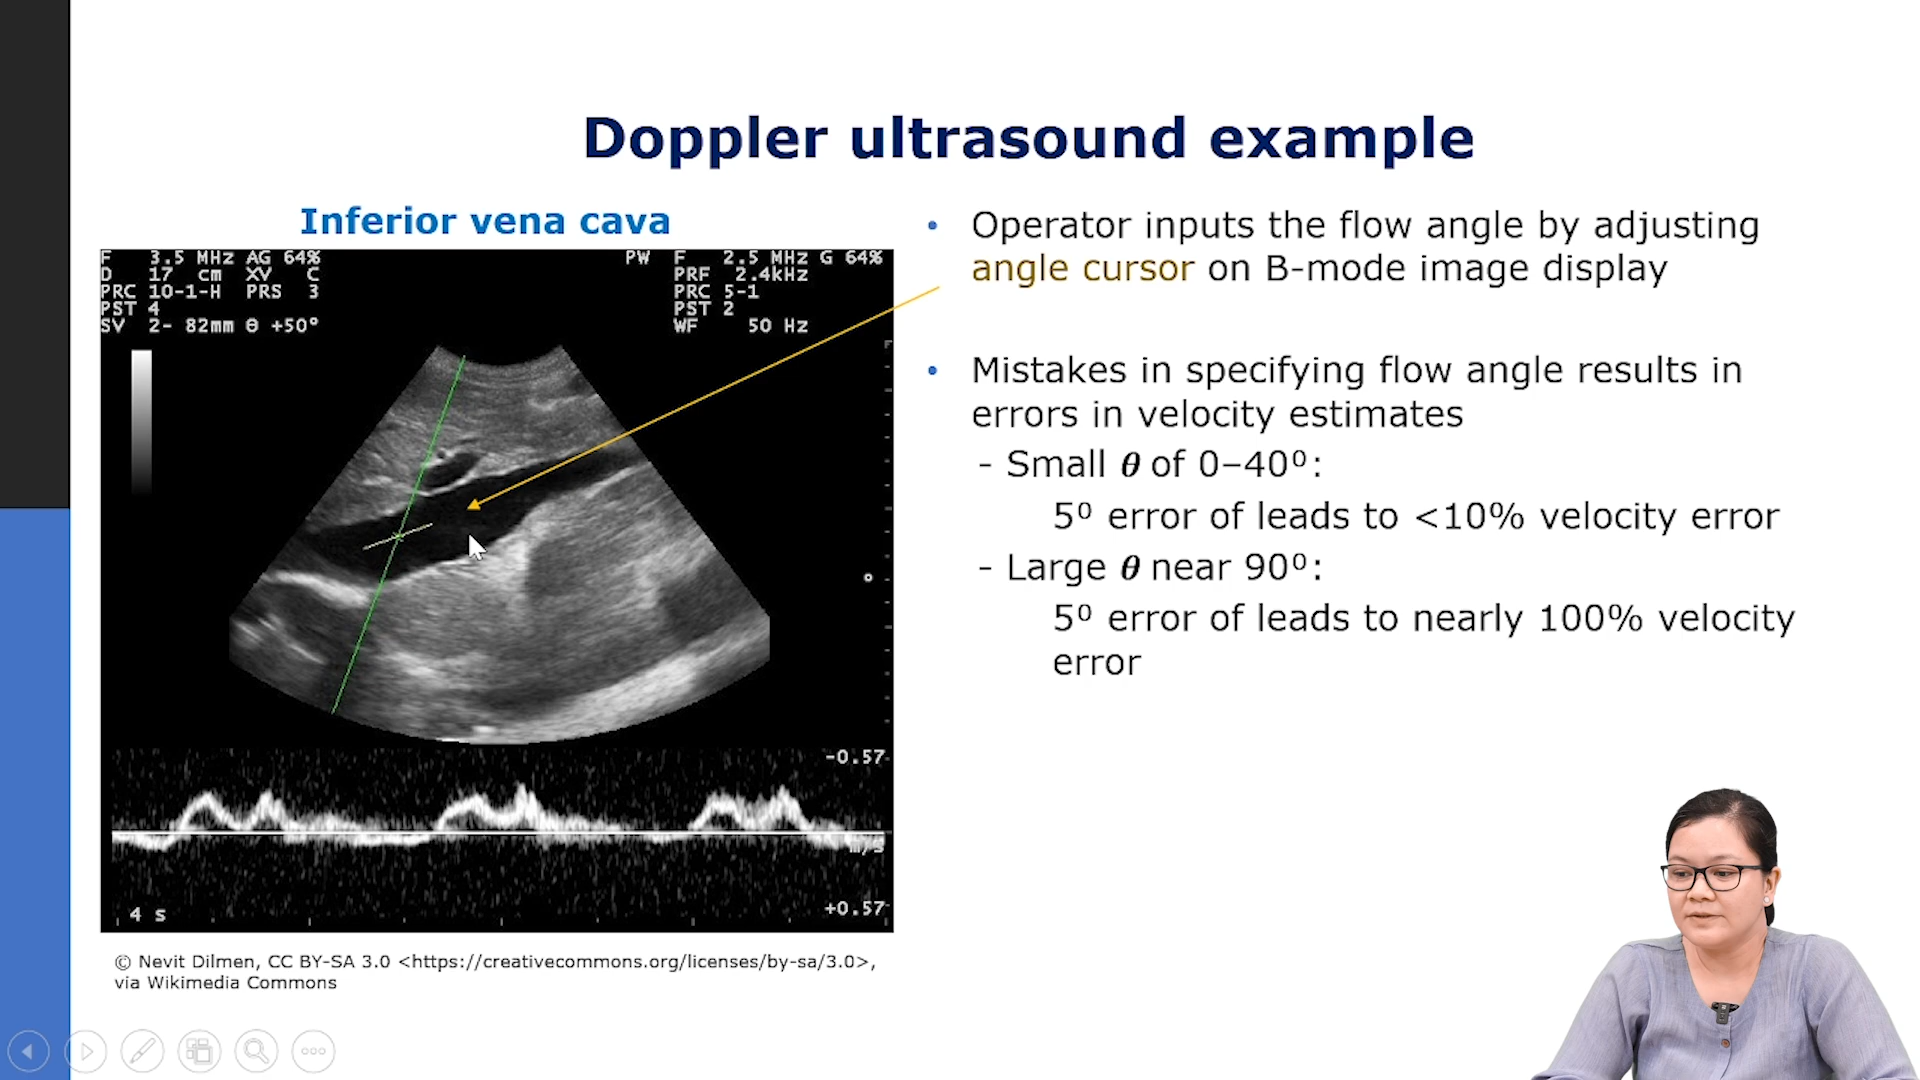 Doppler ultrasound example
Inferior vena cava
F 3.5 MHz AG 64%
D 17 cm XV C
PRC 10-1-H PRS 3
PST 4
SV 2- 82mm θ +50°
PW F 2.5 MHz G 64%
PRF 2.4kHz
PRC 5-1
PST 2
WF 50 Hz
F
-0.57
m/s
+0.57
4 s
© Nevit Dilmen, CC BY-SA 3.0 <https://creativecommons.org/licenses/by-sa/3.0>,
via Wikimedia Commons
• Operator inputs the flow angle by adjusting
angle cursor on B-mode image display
• Mistakes in specifying flow angle results in
errors in velocity estimates
- Small θ of 0–40⁰:
5⁰ error of leads to <10% velocity error
- Large θ near 90⁰:
5⁰ error of leads to nearly 100% velocity
error